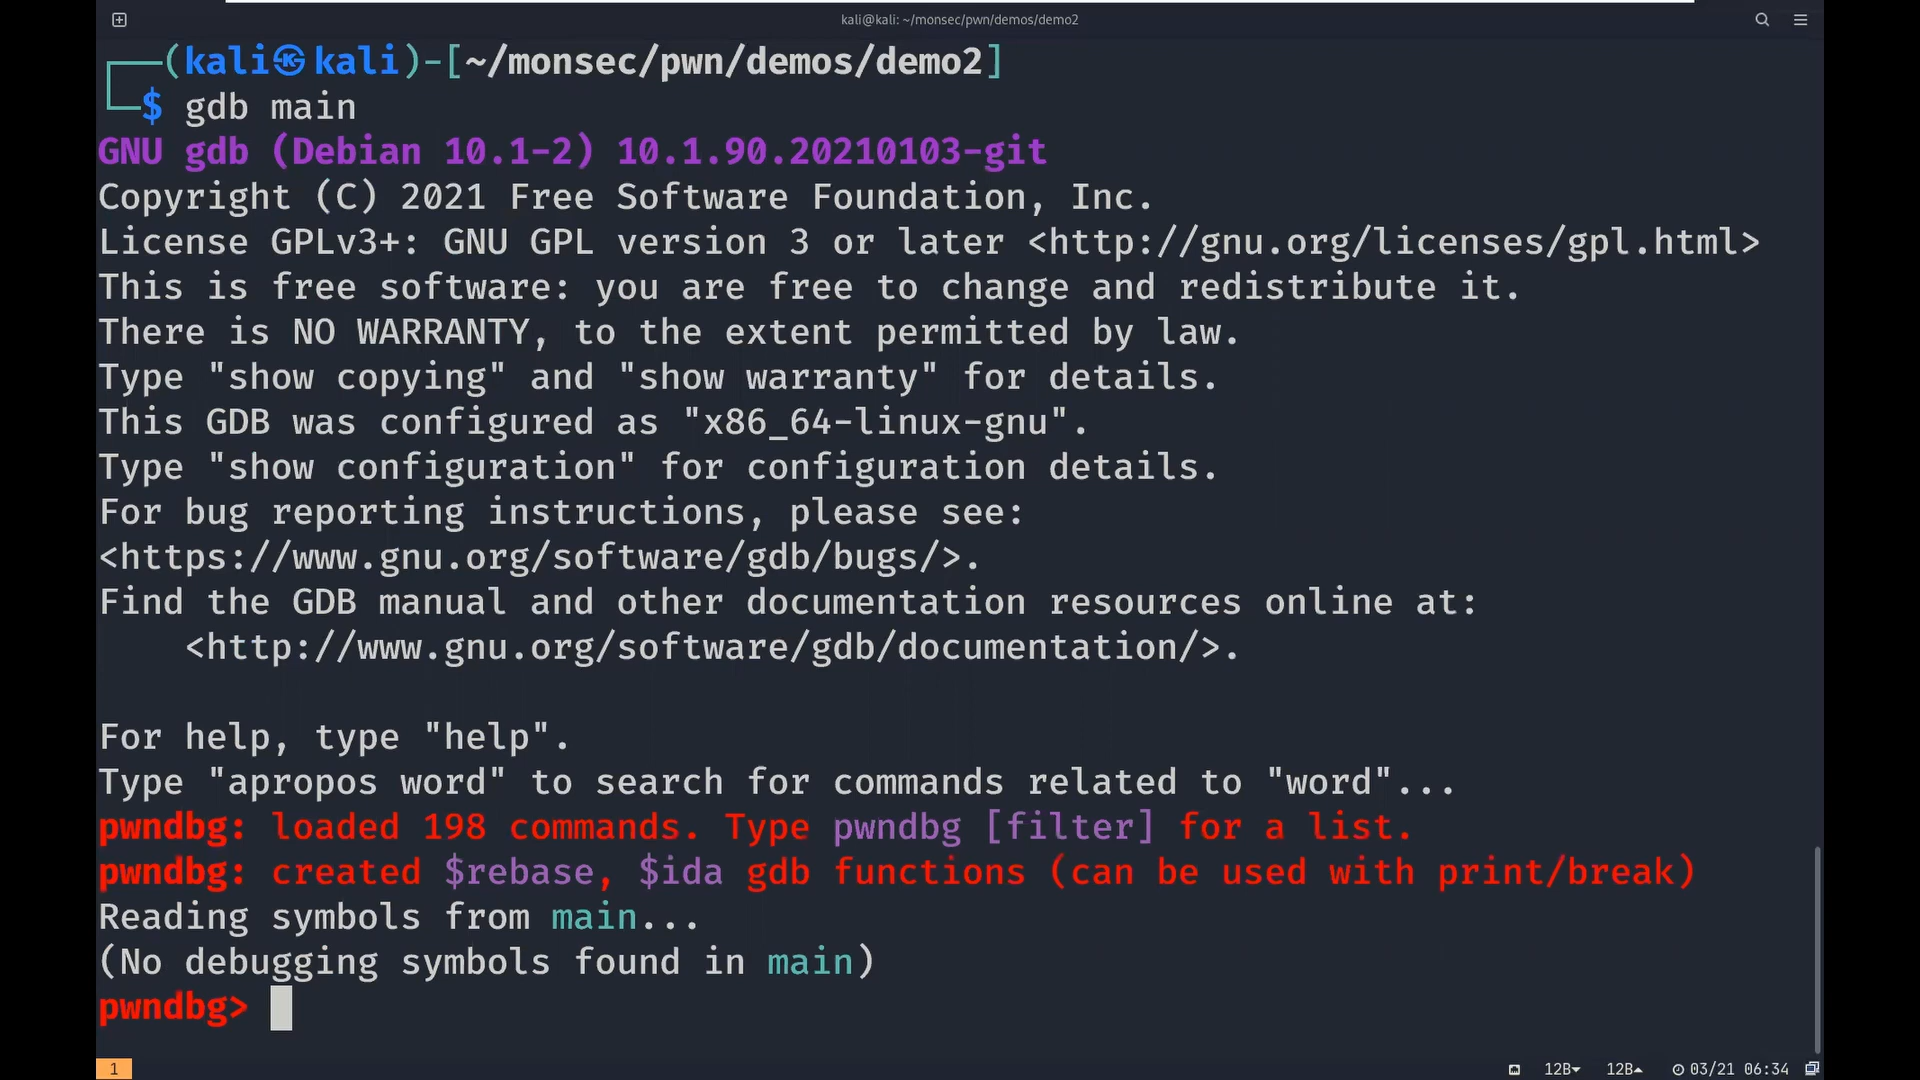 kali@kali: ~/monsec/pwn/demos/demo2
(kali㉿kali)-[~/monsec/pwn/demos/demo2]
$ gdb main
GNU gdb (Debian 10.1-2) 10.1.90.20210103-git
Copyright (C) 2021 Free Software Foundation, Inc.
License GPLv3+: GNU GPL version 3 or later <http://gnu.org/licenses/gpl.html>
This is free software: you are free to change and redistribute it.
There is NO WARRANTY, to the extent permitted by law.
Type "show copying" and "show warranty" for details.
This GDB was configured as "x86_64-linux-gnu".
Type "show configuration" for configuration details.
For bug reporting instructions, please see:
<https://www.gnu.org/software/gdb/bugs/>.
Find the GDB manual and other documentation resources online at:
<http://www.gnu.org/software/gdb/documentation/>.
For help, type "help".
Type "apropos word" to search for commands related to "word"...
pwndbg: loaded 198 commands. Type pwndbg [filter] for a list.
pwndbg: created $rebase, $ida gdb functions (can be used with print/break)
Reading symbols from main...
(No debugging symbols found in main)
pwndbg>
1 12B▾ 12B▴ 03/21 06:34